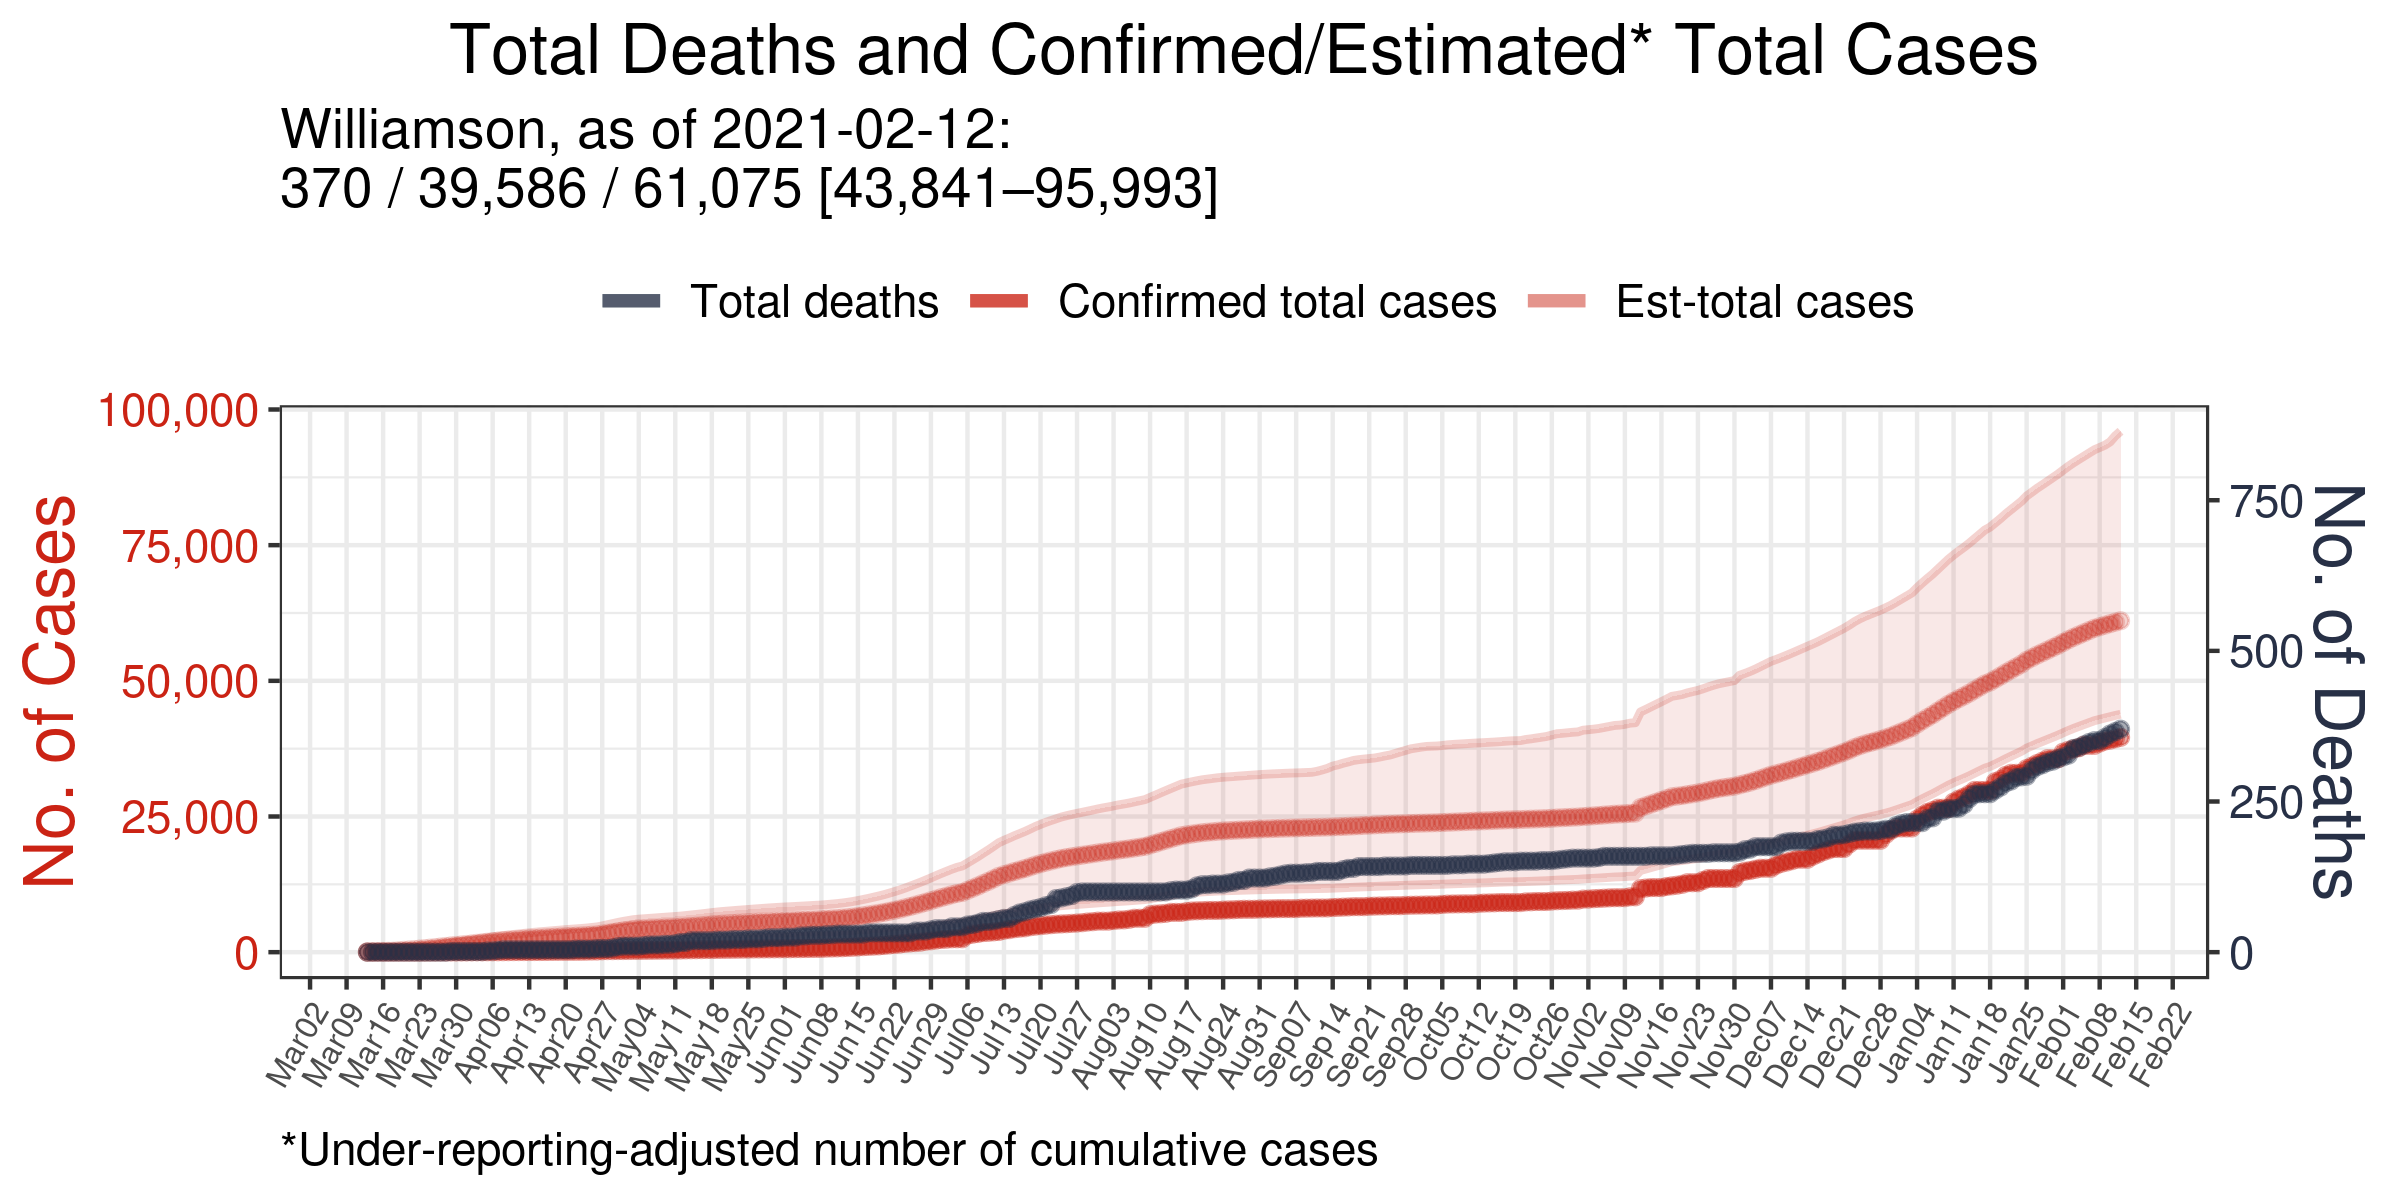 Total Deaths and Confirmed/Estimated* Total Cases
Williamson, as of 2021-02-12:
370 / 39,586 / 61,075 [43,841–95,993]
Total deaths
Confirmed total cases
Est-total cases
No. of Cases
100,000
75,000
50,000
25,000
0
750
500
250
0
No. of Deaths
Mar02
Mar09
Mar16
Mar23
Mar30
Apr06
Apr13
Apr20
Apr27
May04
May11
May18
May25
Jun01
Jun08
Jun15
Jun22
Jun29
Jul06
Jul13
Jul20
Jul27
Aug03
Aug10
Aug17
Aug24
Aug31
Sep07
Sep14
Sep21
Sep28
Oct05
Oct12
Oct19
Oct26
Nov02
Nov09
Nov16
Nov23
Nov30
Dec07
Dec14
Dec21
Dec28
Jan04
Jan11
Jan18
Jan25
Feb01
Feb08
Feb15
Feb22
*Under-reporting-adjusted number of cumulative cases